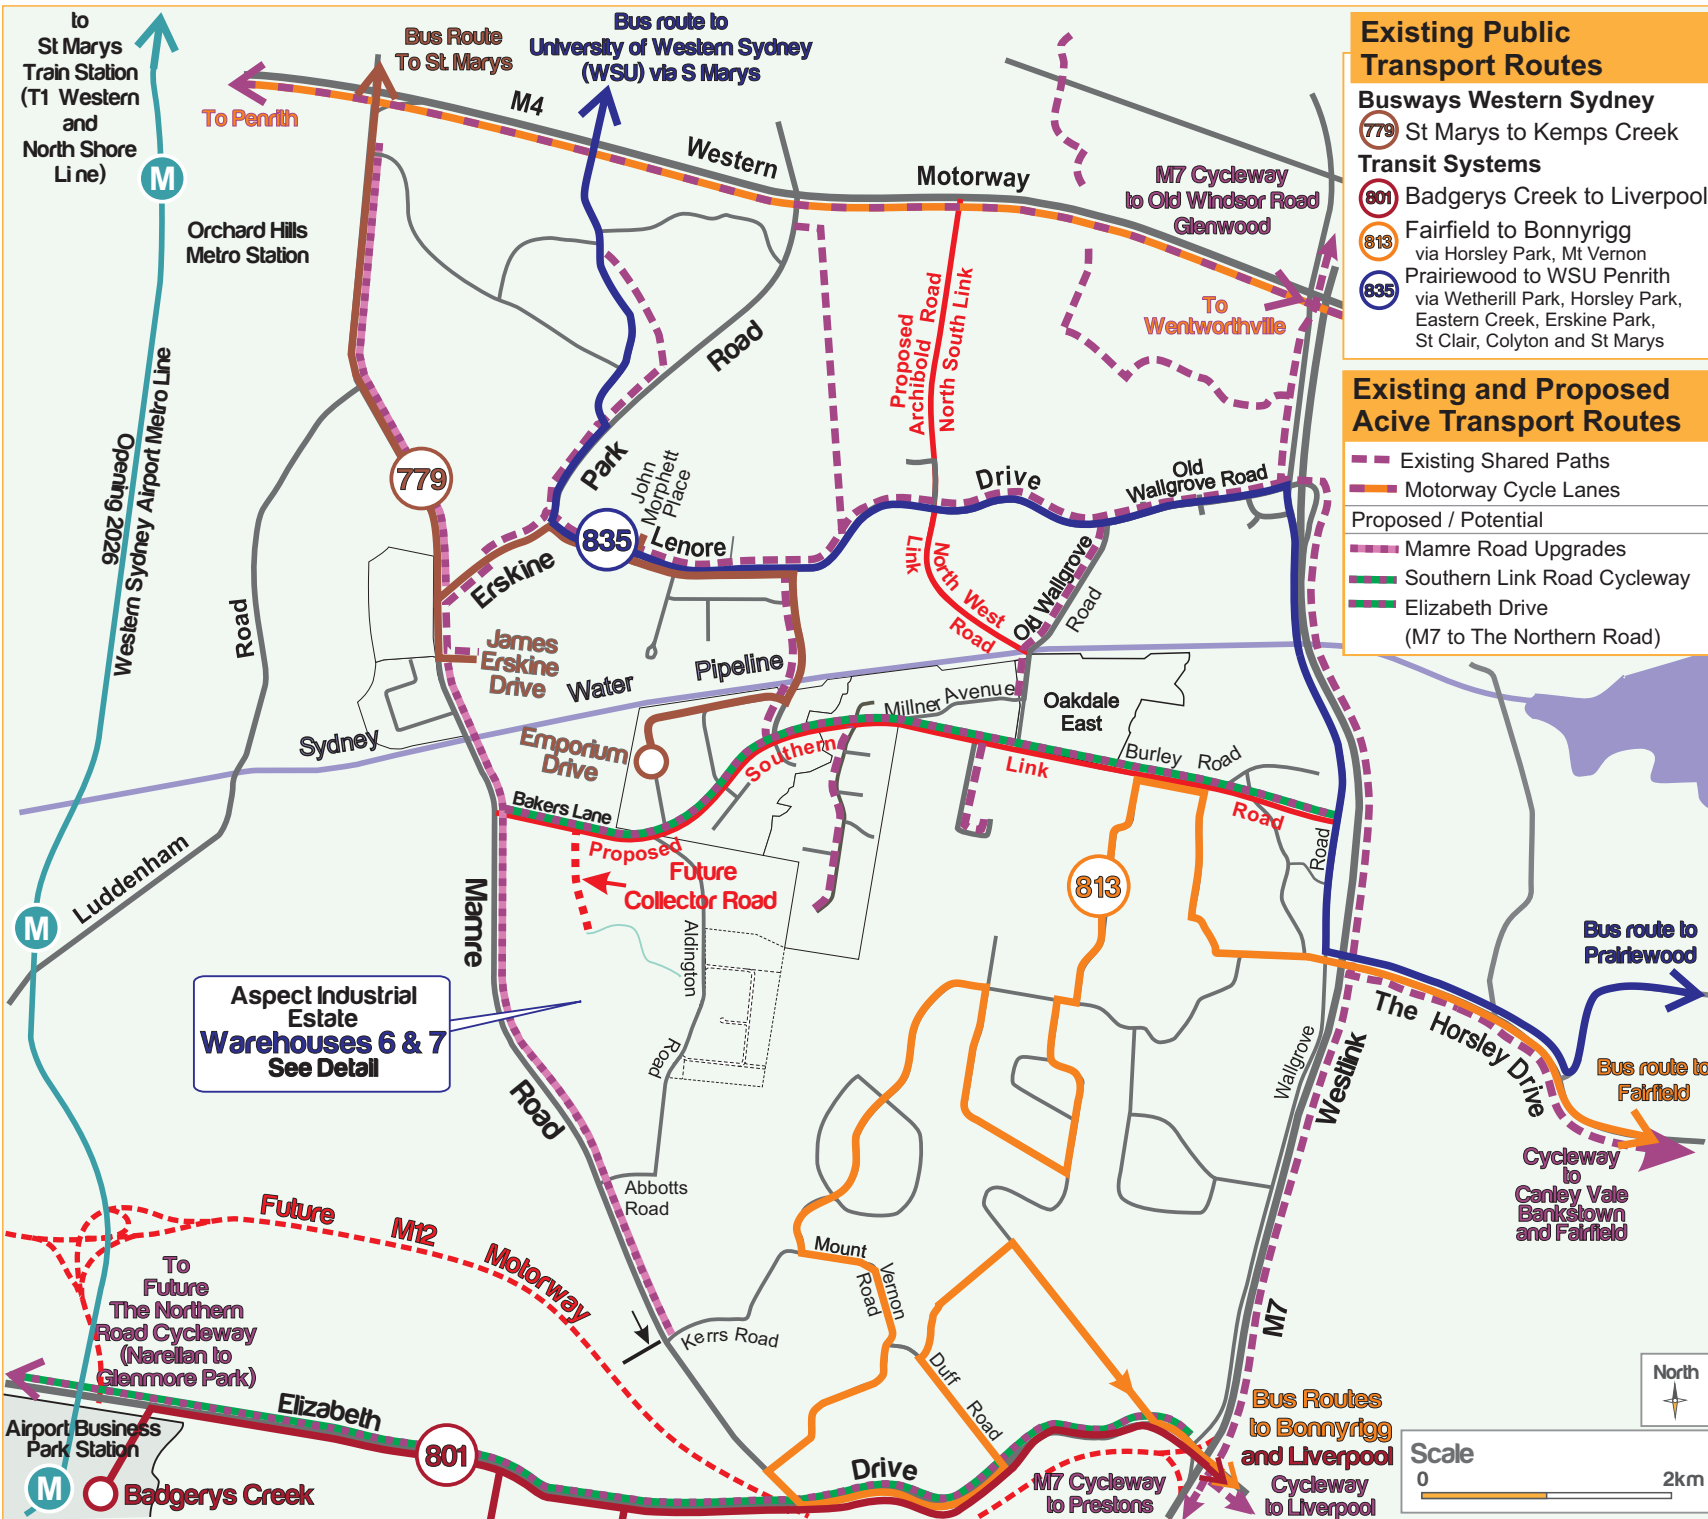 to
St Marys
Train Station
(T1 Western
and
North Shore
Line)
M
Orchard Hills
Metro Station
Bus Route
To St. Marys
To Penrith
Bus route to
University of Western Sydney
(WSU) via S Marys
M4
Western
Motorway
M7 Cycleway
to Old Windsor Road
Glenwood
To
Wentworthville
Road
Park
Proposed
Archibold Road
North South Link
Western Sydney Airport Metro Line
Opening 2026
779
835
John
Morphett
Place
Lenore
Drive
Old
Wallgrove Road
Erskine
Link
North West
Road
Old Wallgrove
Road
Road
James
Erskine
Drive
Water
Pipeline
Sydney
Emporium
Drive
Millner Avenue
Oakdale
East
Southern
Link
Burley Road
Road
Bakers Lane
Proposed
Future
Collector Road
Road
813
Luddenham
M
Mamre
Aldington
Road
Aspect Industrial
Estate
Warehouses 6 & 7
See Detail
Road
Bus route to
Prairiewood
The Horsley Drive
Wallgrove
Westlink
Bus route to
Fairfield
Cycleway
to
Canley Vale
Bankstown
and Fairfield
Abbotts
Road
Future
M12
Motorway
Mount
Vernon
Road
To
Future
The Northern
Road Cycleway
(Narellan to
Glenmore Park)
Kerrs Road
Duff
Road
M7
Elizabeth
801
Drive
Airport Business
Park Station
M
Badgerys Creek
M7 Cycleway
to Prestons
Bus Routes
to Bonnyrigg
and Liverpool
Cycleway
to Liverpool
North
Scale
0 2km
Existing Public
Transport Routes
Busways Western Sydney
779 St Marys to Kemps Creek
Transit Systems
801 Badgerys Creek to Liverpool
813 Fairfield to Bonnyrigg
via Horsley Park, Mt Vernon
835 Prairiewood to WSU Penrith
via Wetherill Park, Horsley Park,
Eastern Creek, Erskine Park,
St Clair, Colyton and St Marys
Existing and Proposed
Acive Transport Routes
Existing Shared Paths
Motorway Cycle Lanes
Proposed / Potential
Mamre Road Upgrades
Southern Link Road Cycleway
Elizabeth Drive
(M7 to The Northern Road)